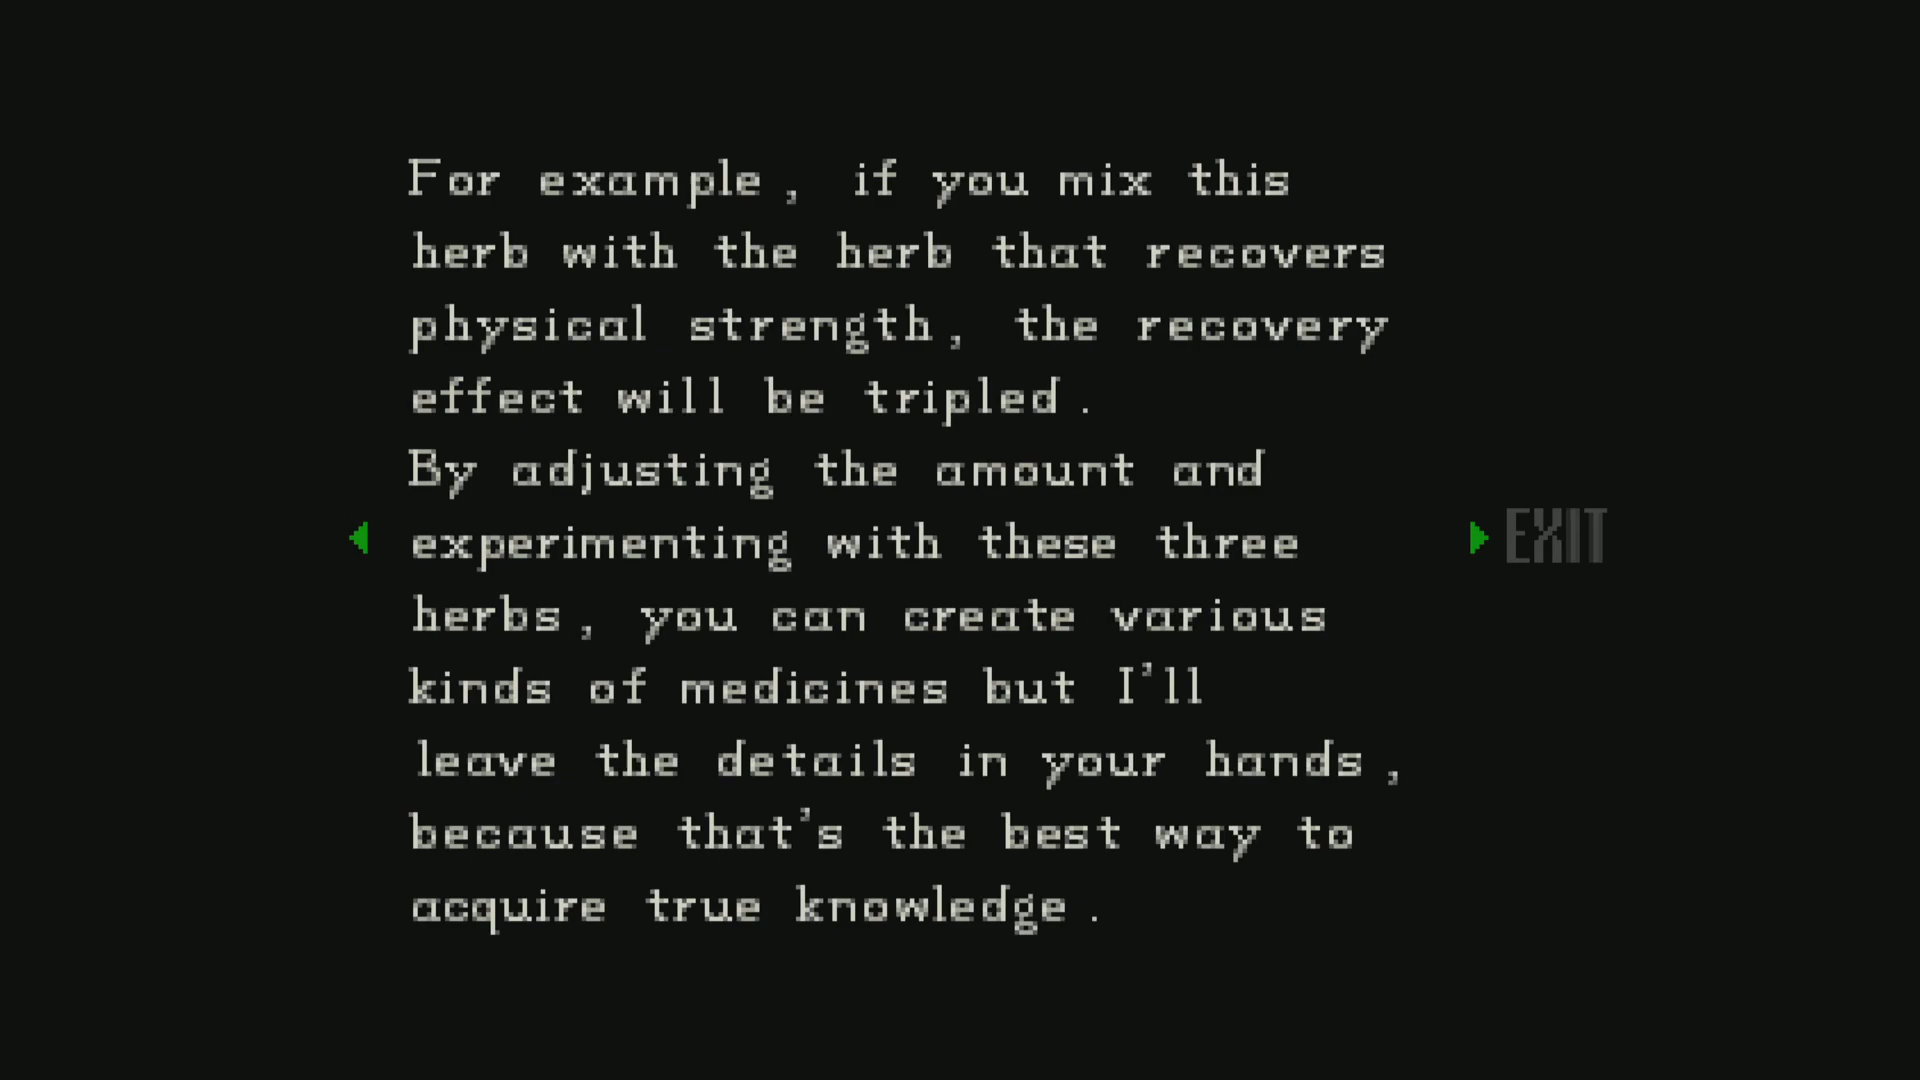 For example, if you mix this
herb with the herb that recovers
physical strength, the recovery
effect will be tripled.
By adjusting the amount and
experimenting with these three
herbs, you can create various
kinds of medicines but I'll
leave the details in your hands,
because that's the best way to
acquire true knowledge.
EXIT